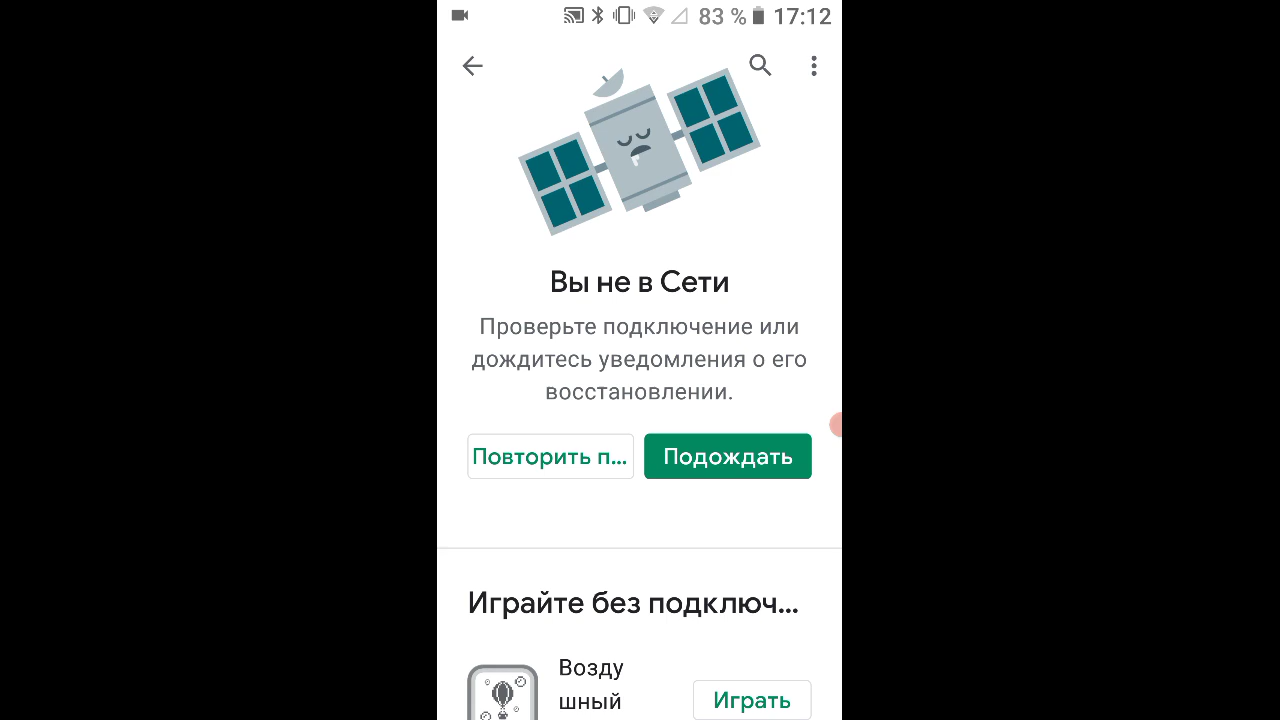 83 % 17:12
Вы не в Сети
Проверьте подключение или
дождитесь уведомления о его
восстановлении.
Повторить п... Подождать
Играйте без подключ...
Возду
шный
Играть